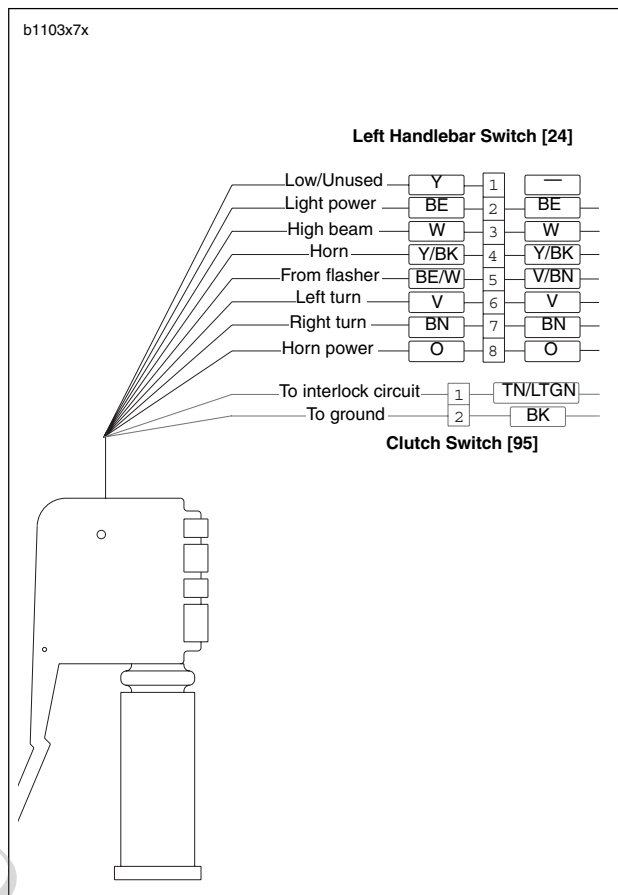 b1103x7x
Left Handlebar Switch [24]
Low/Unused Y 1 —
Light power BE 2 BE
High beam W 3 W
Horn Y/BK 4 Y/BK
From flasher BE/W 5 V/BN
Left turn V 6 V
Right turn BN 7 BN
Horn power O 8 O
To interlock circuit 1 TN/LTGN
To ground 2 BK
Clutch Switch [95]